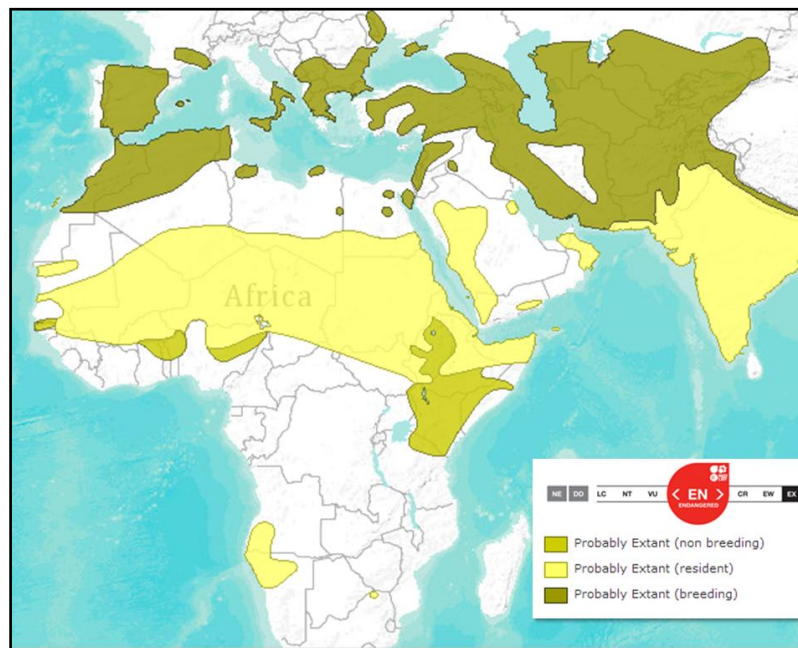 Africa
NE DD LC NT VU < EN > CR EW EX
ENDANGERED
Probably Extant (non breeding)
Probably Extant (resident)
Probably Extant (breeding)